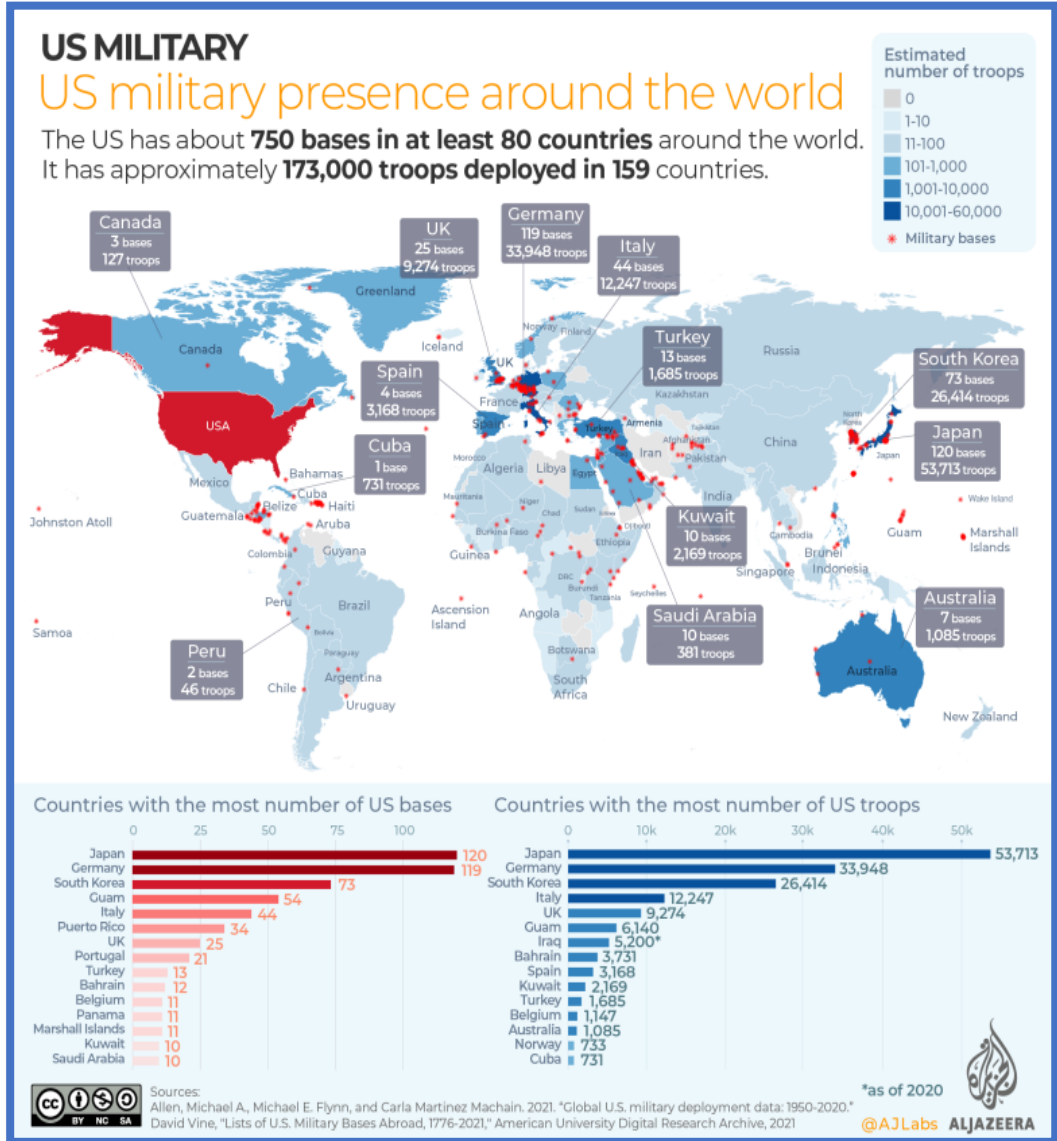 US MILITARY
US military presence around the world
The US has about 750 bases in at least 80 countries around the world.
It has approximately 173,000 troops deployed in 159 countries.
Estimated
number of troops
0
1-10
11-100
101-1,000
1,001-10,000
10,001-60,000
Military bases
Canada
3 bases
127 troops
UK
25 bases
9,274 troops
Germany
119 bases
33,948 troops
Italy
44 bases
12,247 troops
Turkey
13 bases
1,685 troops
South Korea
73 bases
26,414 troops
Spain
4 bases
3,168 troops
Cuba
1 base
731 troops
Japan
120 bases
53,713 troops
Kuwait
10 bases
2,169 troops
Saudi Arabia
10 bases
381 troops
Australia
7 bases
1,085 troops
Peru
2 bases
46 troops
Greenland
Canada
Iceland
Norway
Finland
Russia
UK
France
Spain
Kazakhstan
USA
Turkey
Armenia
Tajikistan
North
Korea
Japan
China
Afghanistan
Iran
Pakistan
Morocco
Algeria
Libya
Egypt
Iraq
Mexico
Bahamas
Cuba
Haiti
Belize
Guatemala
Aruba
Johnston Atoll
Mauritania
Niger
Chad
Sudan
Eritrea
Djibouti
India
Wake Island
Burkina Faso
Ethiopia
Cambodia
Guam
Marshall
Islands
Colombia
Guyana
Guinea
Brunei
Indonesia
Singapore
DRC
Burundi
Tanzania
Seychelles
Peru
Brazil
Ascension
Island
Angola
Samoa
Bolivia
Paraguay
Botswana
Australia
Chile
Argentina
Uruguay
South
Africa
New Zealand
Countries with the most number of US bases
0 25 50 75 100
Japan 120
Germany 119
South Korea 73
Guam 54
Italy 44
Puerto Rico 34
UK 25
Portugal 21
Turkey 13
Bahrain 12
Belgium 11
Panama 11
Marshall Islands 11
Kuwait 10
Saudi Arabia 10
Countries with the most number of US troops
0 10k 20k 30k 40k 50k
Japan 53,713
Germany 33,948
South Korea 26,414
Italy 12,247
UK 9,274
Guam 6,140
Iraq 5,200*
Bahrain 3,731
Spain 3,168
Kuwait 2,169
Turkey 1,685
Belgium 1,147
Australia 1,085
Norway 733
Cuba 731
*as of 2020
cc BY NC SA
Sources:
Allen, Michael A., Michael E. Flynn, and Carla Martinez Machain. 2021. "Global U.S. military deployment data: 1950-2020."
David Vine, "Lists of U.S. Military Bases Abroad, 1776-2021," American University Digital Research Archive, 2021
@AJLabs ALJAZEERA